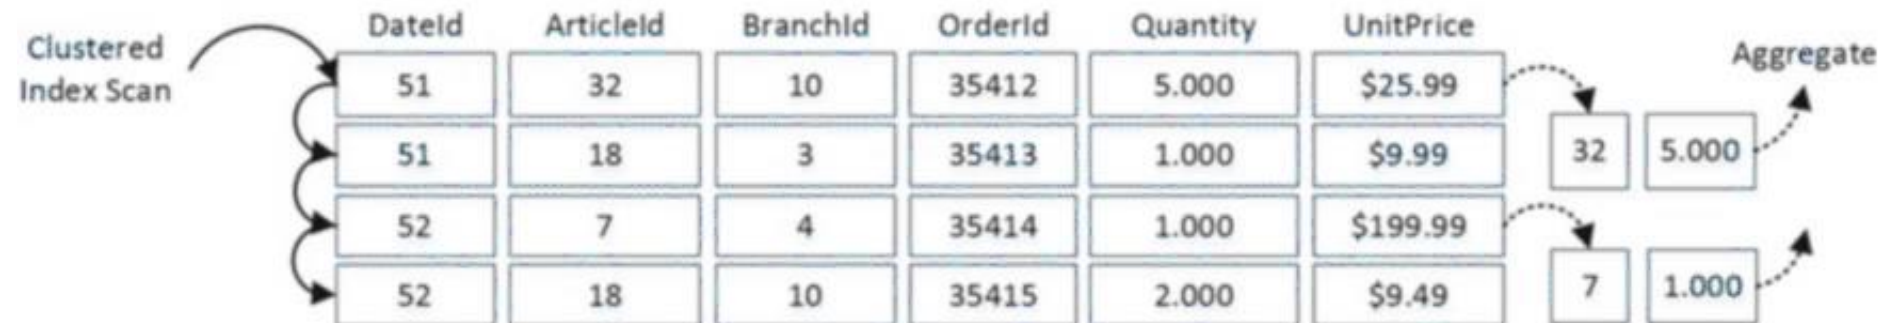 Clustered
Index Scan
DateId ArticleId BranchId OrderId Quantity UnitPrice
Aggregate
51 32 10 35412 5.000 $25.99
51 18 3 35413 1.000 $9.99
32 5.000
52 7 4 35414 1.000 $199.99
52 18 10 35415 2.000 $9.49
7 1.000